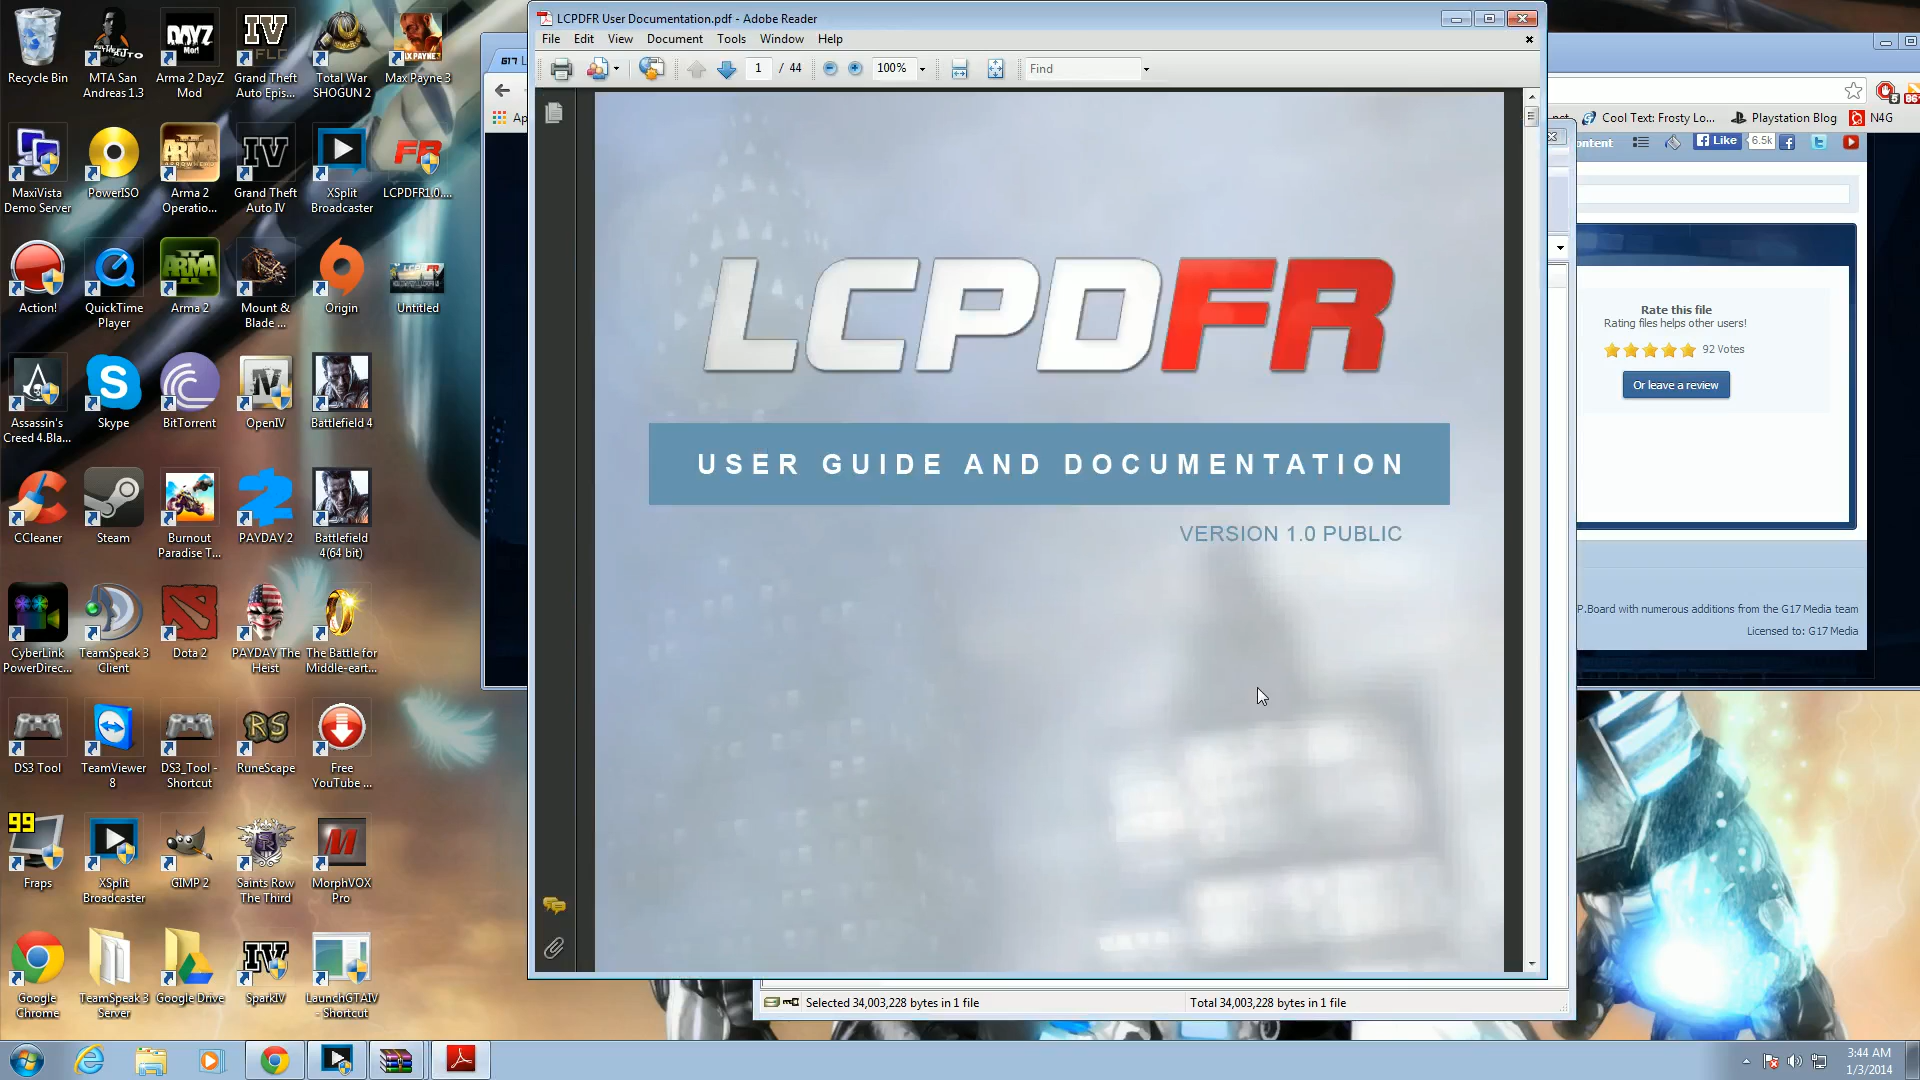 Recycle Bin
MTA San
Andreas 1.3
Arma 2 DayZ
Mod
Grand Theft
Auto Epis...
Total War
SHOGUN 2
Max Payne 3
MaxiVista
Demo Server
PowerISO
Arma 2
Operatio...
Grand Theft
Auto IV
XSplit
Broadcaster
LCPDFR1.0....
Action!
QuickTime
Player
Arma 2
Mount &
Blade ...
Origin
Untitled
Assassin's
Creed 4.Bla...
Skype
BitTorrent
OpenIV
Battlefield 4
CCleaner
Steam
Burnout
Paradise T...
PAYDAY 2
Battlefield
4(64 bit)
CyberLink
PowerDirec...
TeamSpeak 3
Client
Dota 2
PAYDAY The
Heist
The Battle for
Middle-eart...
DS3 Tool
TeamViewer
8
DS3_Tool -
Shortcut
RuneScape
Free
YouTube ...
99
Fraps
XSplit
Broadcaster
GIMP 2
Saints Row
The Third
MorphVOX
Pro
Google
Chrome
TeamSpeak 3
Server
Google Drive
SparkIV
LaunchGTAIV
- Shortcut
LCPDFR User Documentation.pdf - Adobe Reader
File Edit View Document Tools Window Help
1 / 44 100% Find
LCPDFR
USER GUIDE AND DOCUMENTATION
VERSION 1.0 PUBLIC
G17 L
Ap
Cool Text: Frosty Lo... Playstation Blog N4G
ontent Like 6.5k
Rate this file
Rating files helps other users!
92 Votes
Or leave a review
P.Board with numerous additions from the G17 Media team
Licensed to: G17 Media
Selected 34,003,228 bytes in 1 file Total 34,003,228 bytes in 1 file
3:44 AM
1/3/2014